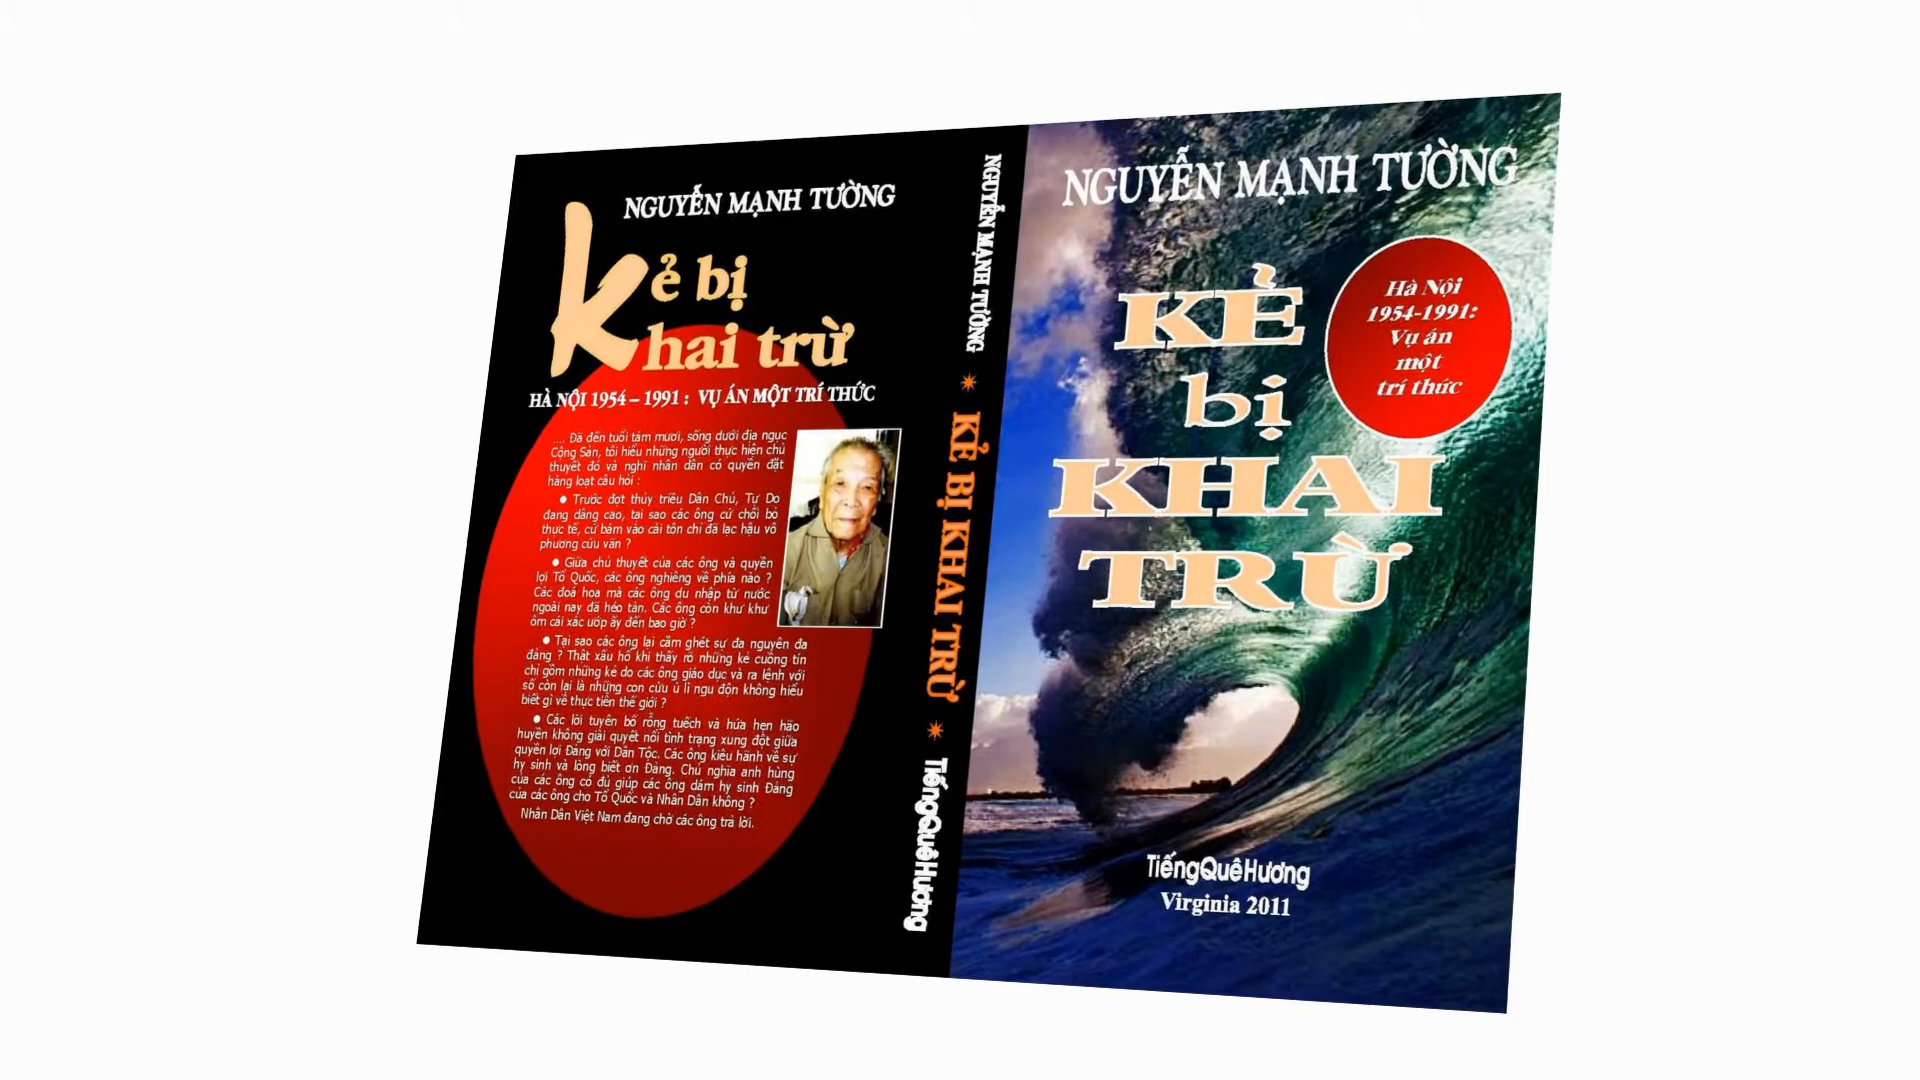 NGUYỄN MẠNH TƯỜNG
kẻ bị
khai trừ
HÀ NỘI 1954 – 1991 : VỤ ÁN MỘT TRÍ THỨC
.... Đã đến tuổi tám mươi, sống dưới địa ngục
Cộng Sản, tôi hiểu những người thực hiện chủ
thuyết đó và nghĩ nhân dân có quyền đặt
hàng loạt câu hỏi :
● Trước đợt thủy triều Dân Chủ, Tự Do
đang dâng cao, tại sao các ông cứ chối bỏ
thực tế, cứ bám vào cái tôn chỉ đã lạc hậu vô
phương cứu vãn ?
● Giữa chủ thuyết của các ông và quyền
lợi Tổ Quốc, các ông nghiêng về phía nào ?
Các đoá hoa mà các ông du nhập từ nước
ngoài nay đã héo tàn. Các ông còn khư khư
ôm cái xác ướp ấy đến bao giờ ?
● Tại sao các ông lại căm ghét sự đa nguyên đa
đảng ? Thật xấu hổ khi thấy rõ những kẻ cuồng tín
chỉ gồm những kẻ do các ông giáo dục và ra lệnh với
số còn lại là những con cừu ù lì ngu độn không hiểu
biết gì về thực tiễn thế giới ?
● Các lời tuyên bố rỗng tuếch và hứa hẹn hão
huyền không giải quyết nổi tình trạng xung đột giữa
quyền lợi Đảng với Dân Tộc. Các ông kiêu hãnh về sự
hy sinh và lòng biết ơn Đảng. Chủ nghĩa anh hùng
của các ông có đủ giúp các ông dám hy sinh Đảng
của các ông cho Tổ Quốc và Nhân Dân không ?
Nhân Dân Việt Nam đang chờ các ông trả lời.
NGUYỄN MẠNH TƯỜNG
KẺ BỊ KHAI TRỪ
TiếngQuêHương
NGUYỄN MẠNH TƯỜNG
KẺ
bị
KHAI
TRỪ
Hà Nội
1954-1991:
Vụ án
một
trí thức
TiếngQuêHương
Virginia 2011